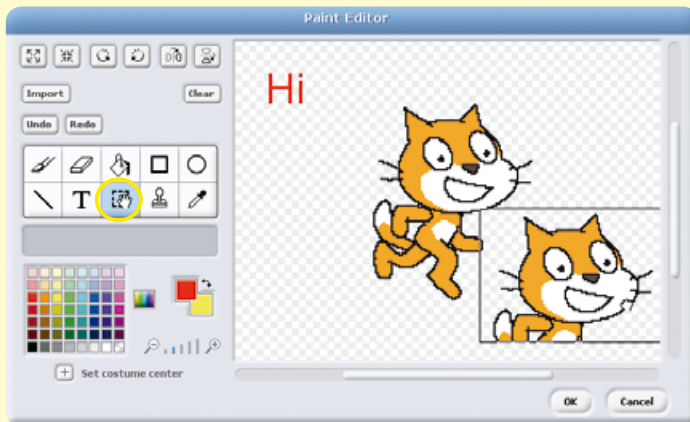 Paint Editor
Import
Clear
Undo Redo
T
Hi
Set costume center
OK Cancel